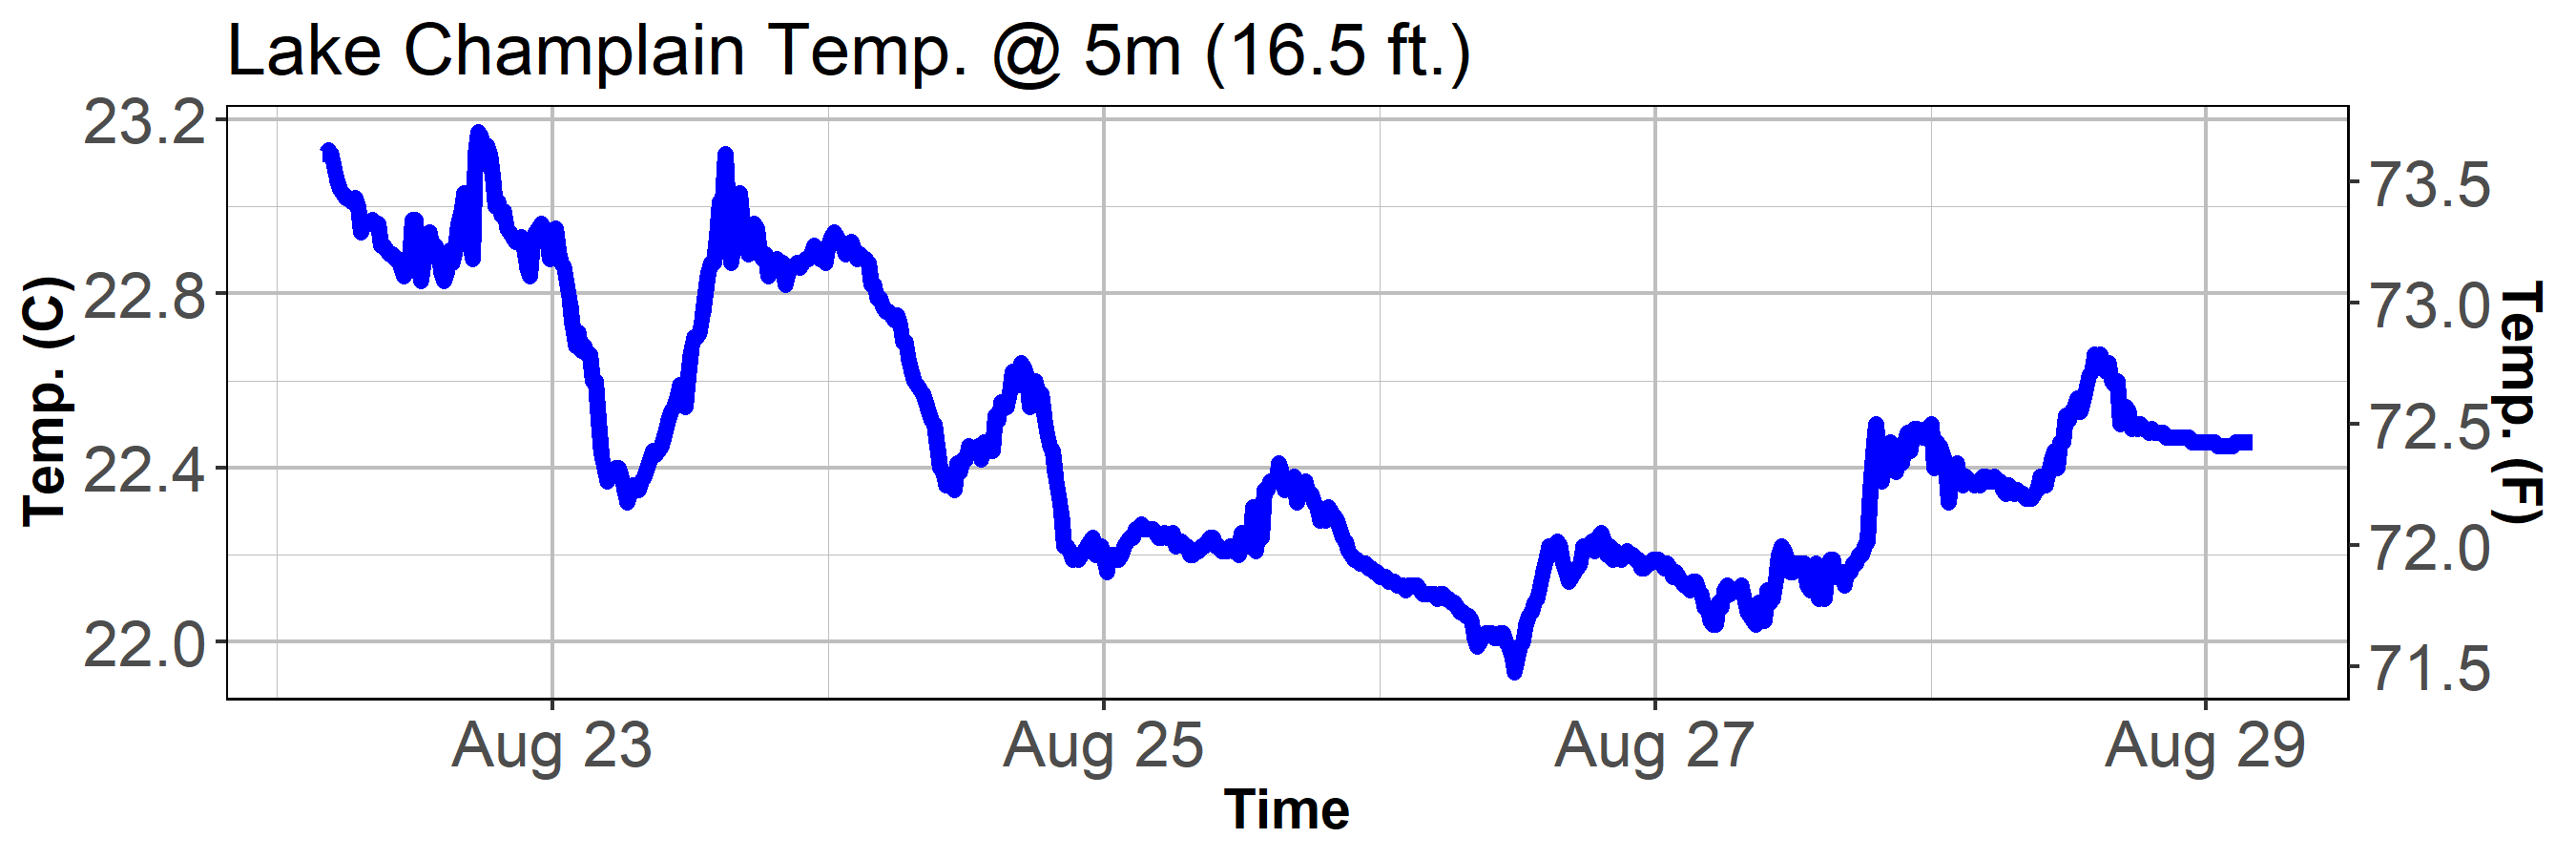 Lake Champlain Temp. @ 5m (16.5 ft.)
Temp. (C)
23.2
22.8
22.4
22.0
73.5
73.0
72.5
72.0
71.5
Temp. (F)
Aug 23
Aug 25
Aug 27
Aug 29
Time